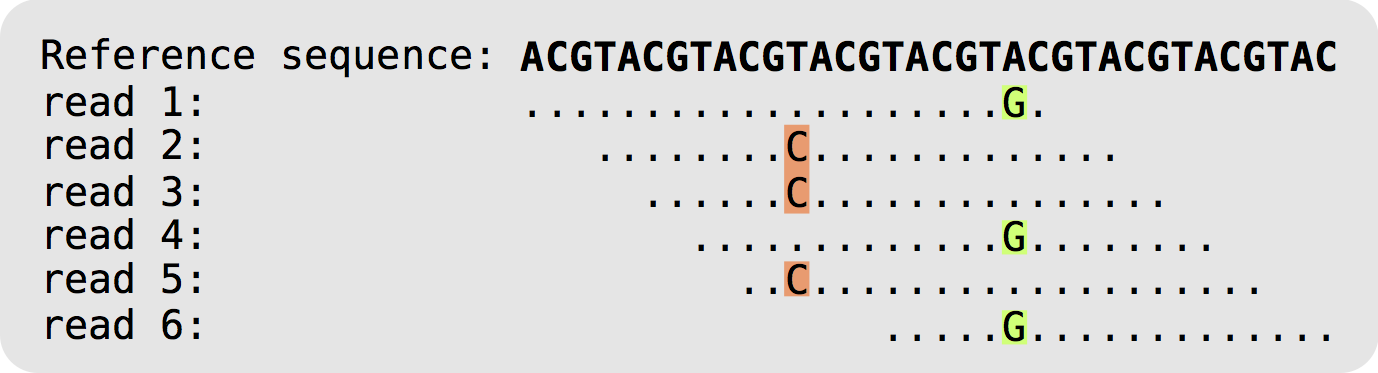 Reference sequence: ACGTACGTACGTACGTACGTACGTACGTACGTAC
read 1:             ....................G.
read 2:                ........C.............
read 3:                  ......C...............
read 4:                    .............G........
read 5:                      ..C...................
read 6:                            .....G.............